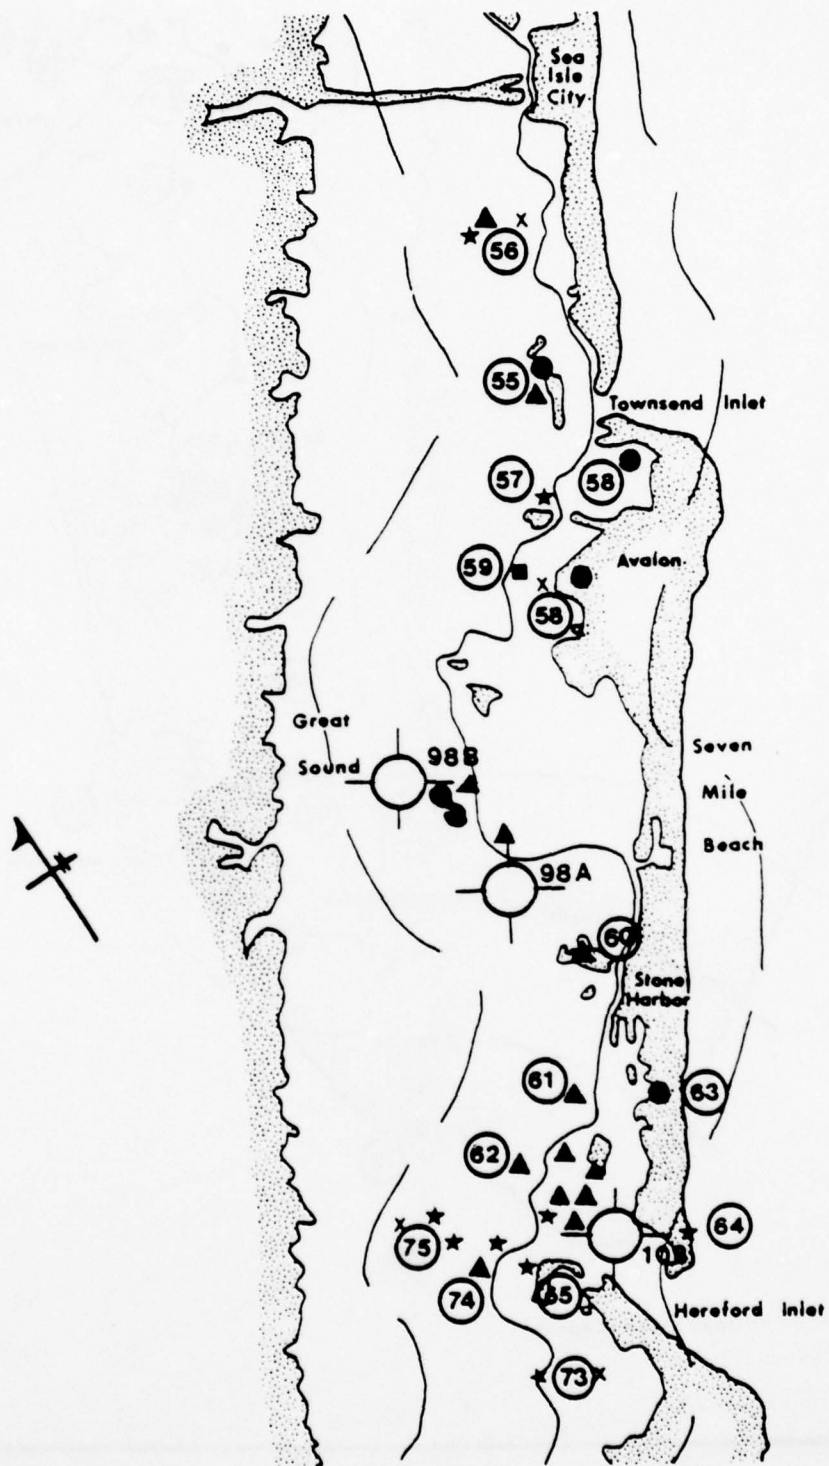 Sea
Isle
City
56
55
Townsend Inlet
57
58
59
Avalon
58
Great
Sound
98B
Seven
Mile
Beach
98A
60
Stone
Harbor
61
63
62
64
75
74
65
Hereford Inlet
73